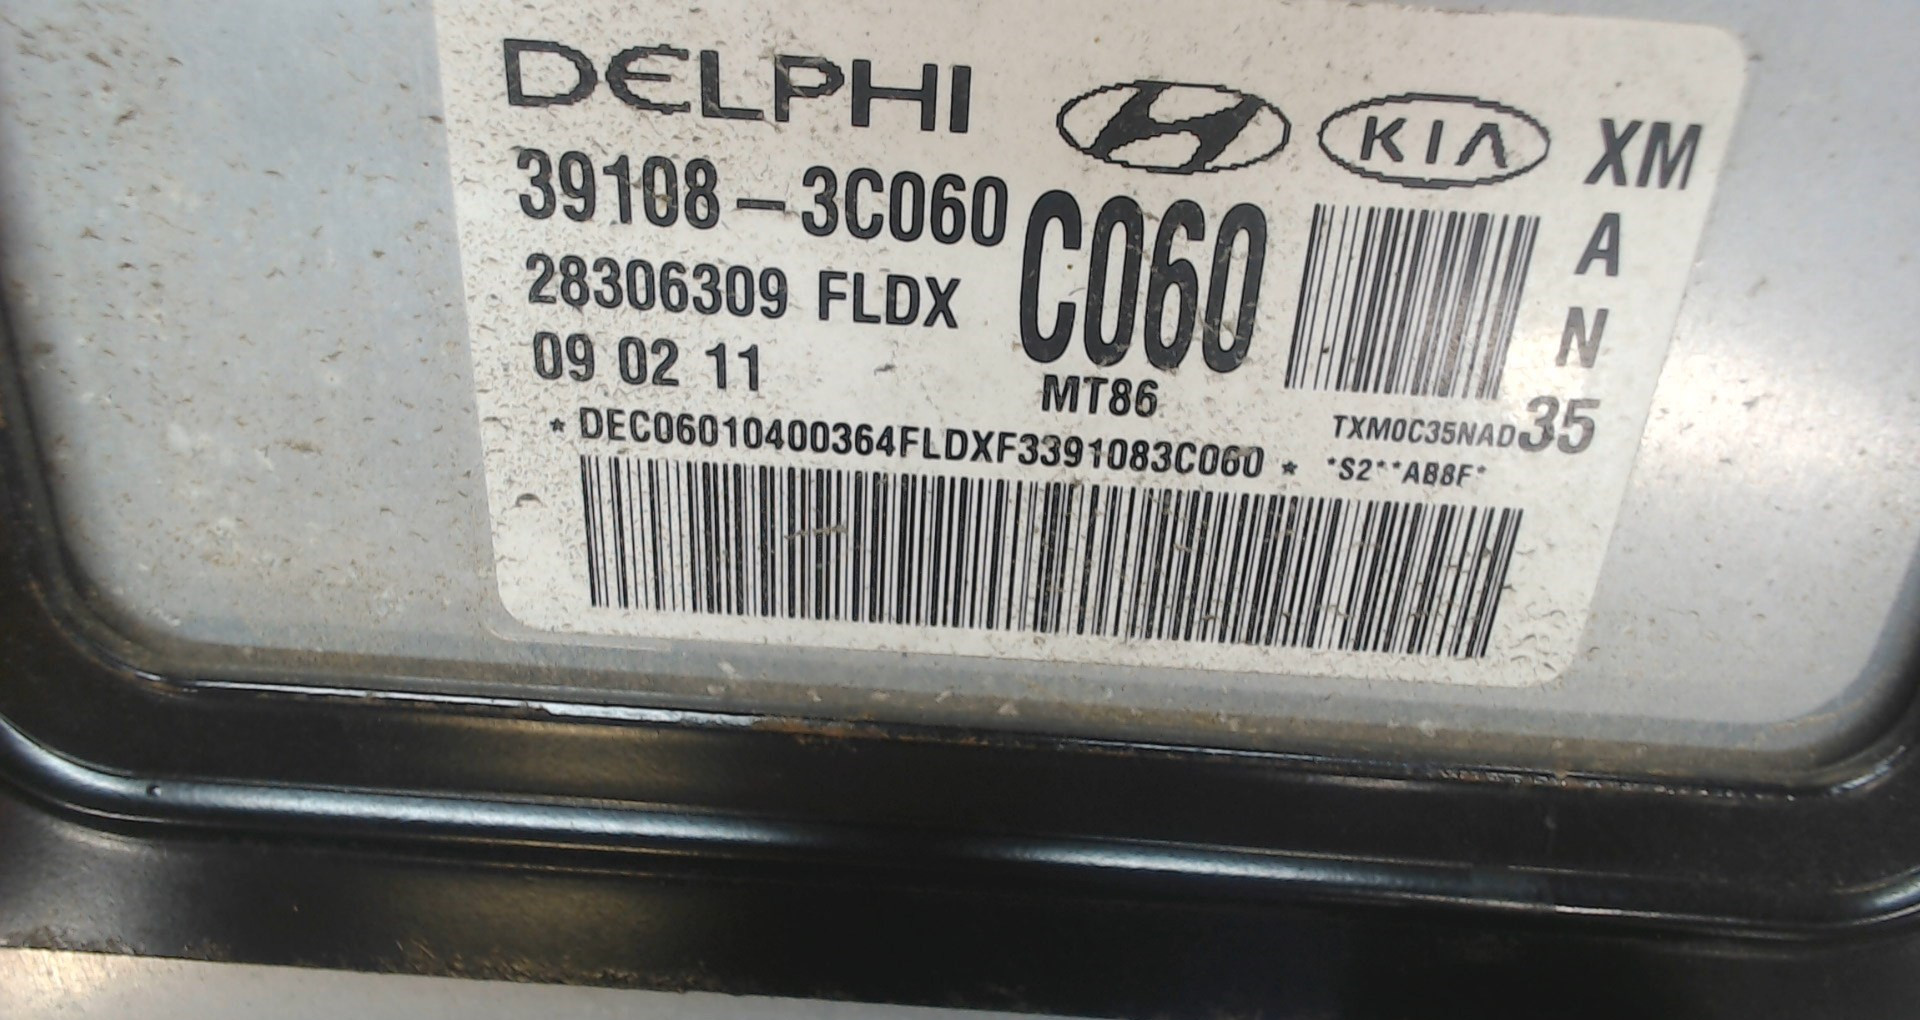 DELPHI
KIA
XM
39108-3C060
C060
A
28306309 FLDX
N
09 02 11
MT86
35
TXM0C35NAD
*DEC06010400364FLDXF3391083C060*
*S2**AB8F*